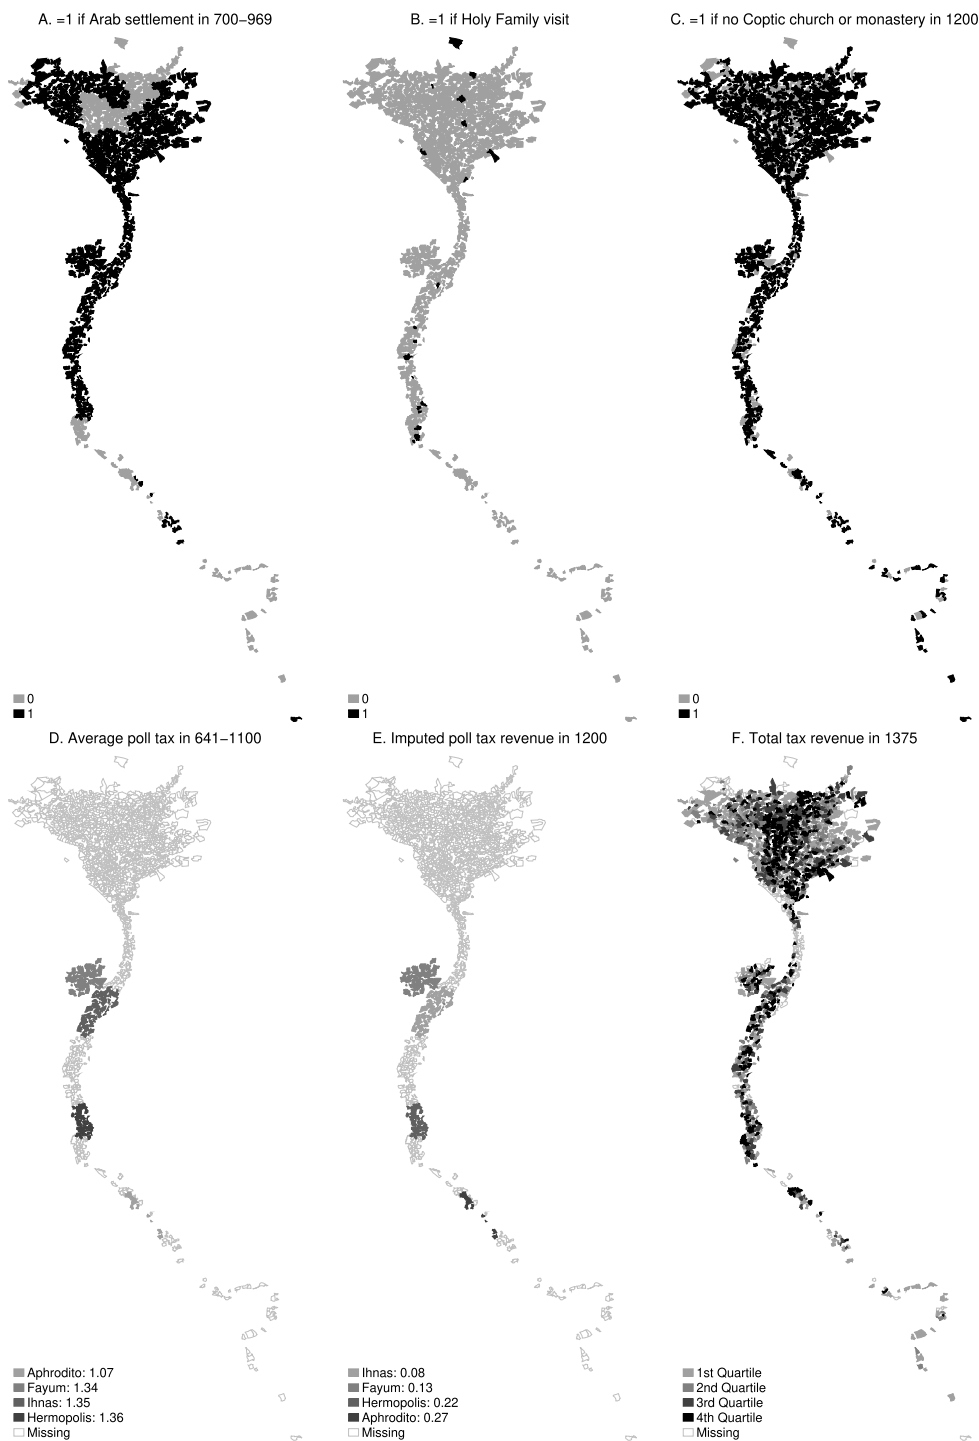 A. =1 if Arab settlement in 700−969
B. =1 if Holy Family visit
C. =1 if no Coptic church or monastery in 1200
0
1
0
1
0
1
D. Average poll tax in 641−1100
E. Imputed poll tax revenue in 1200
F. Total tax revenue in 1375
Aphrodito: 1.07
Fayum: 1.34
Ihnas: 1.35
Hermopolis: 1.36
Missing
Ihnas: 0.08
Fayum: 0.13
Hermopolis: 0.22
Aphrodito: 0.27
Missing
1st Quartile
2nd Quartile
3rd Quartile
4th Quartile
Missing